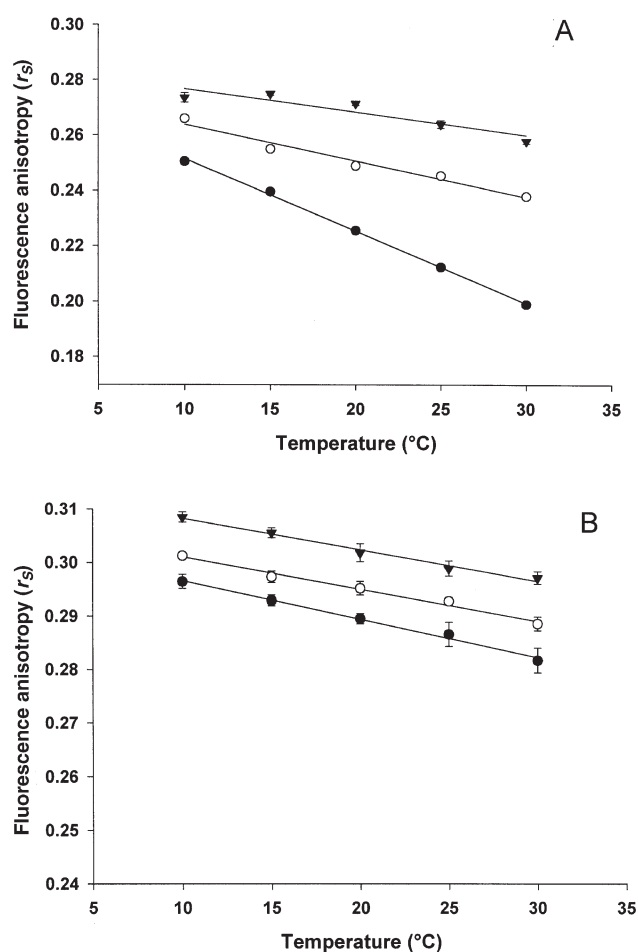 A
0.30
0.28
0.26
0.24
0.22
0.20
0.18
Fluorescence anisotropy (rS)
5 10 15 20 25 30 35
Temperature (°C)
B
0.31
0.30
0.29
0.28
0.27
0.26
0.25
0.24
Fluorescence anisotropy (rS)
5 10 15 20 25 30 35
Temperature (°C)